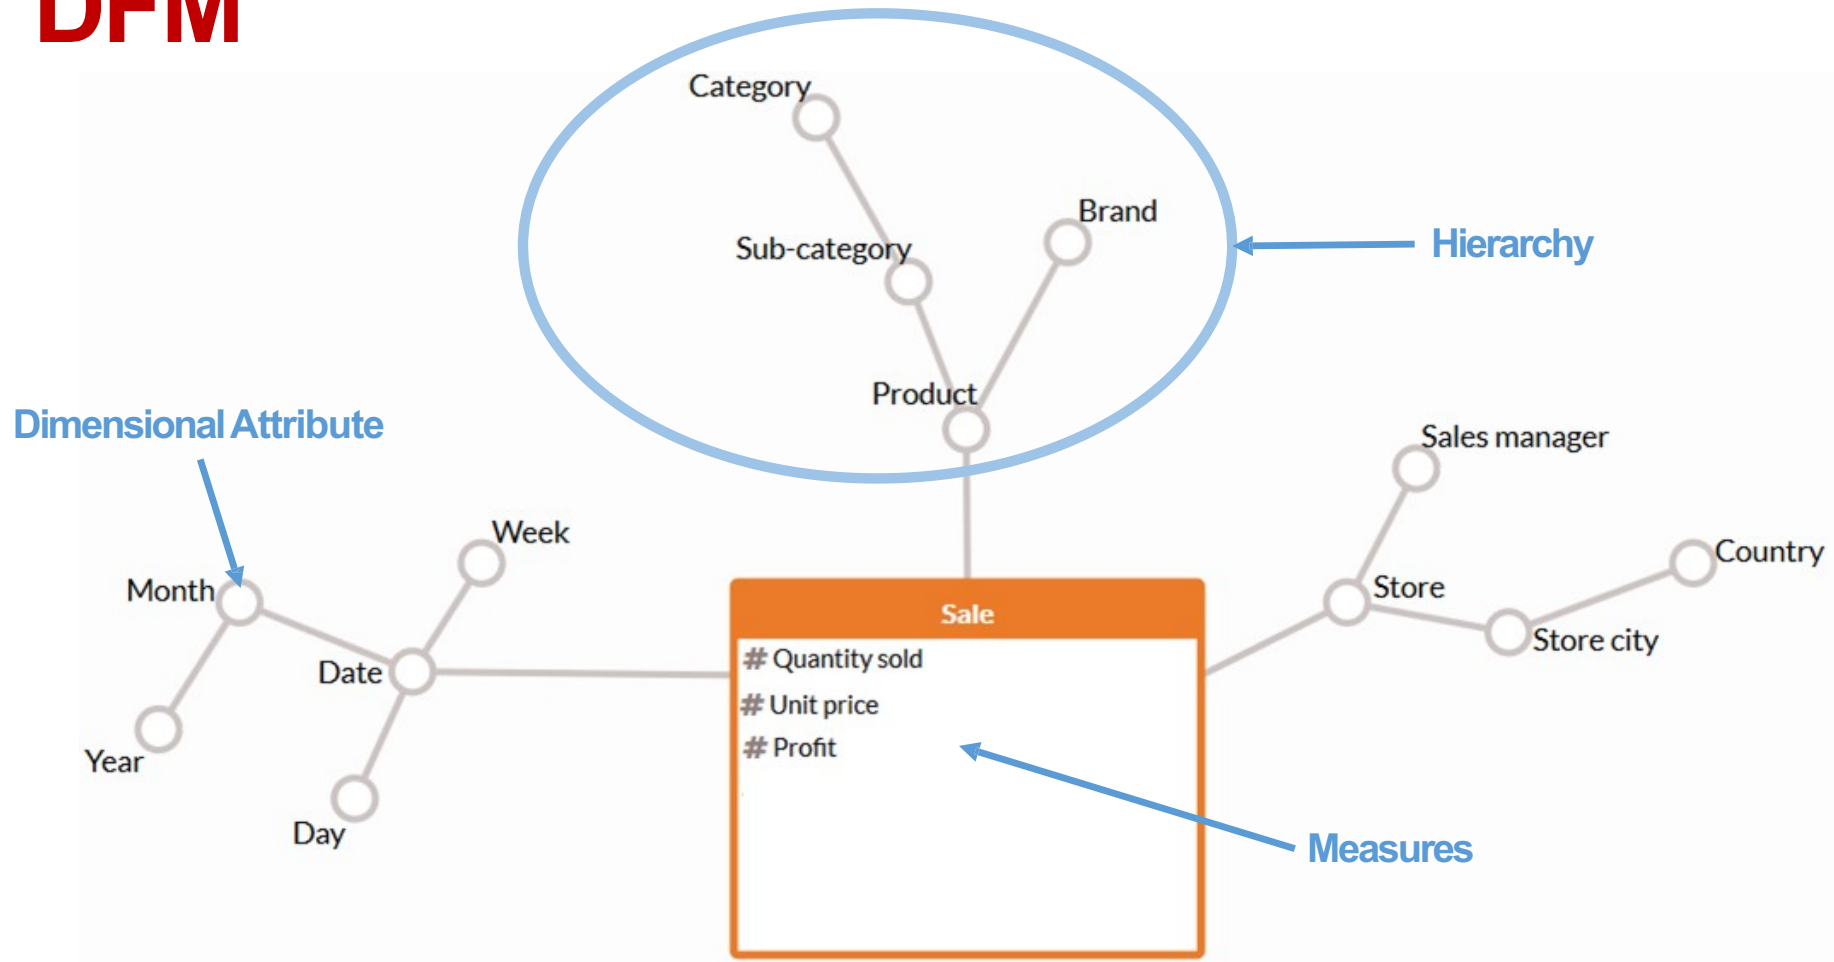 DFM
Category
Brand
Sub-category
Hierarchy
Product
Dimensional Attribute
Sales manager
Week
Country
Month
Store
Sale
Store city
# Quantity sold
Date
# Unit price
# Profit
Year
Day
Measures